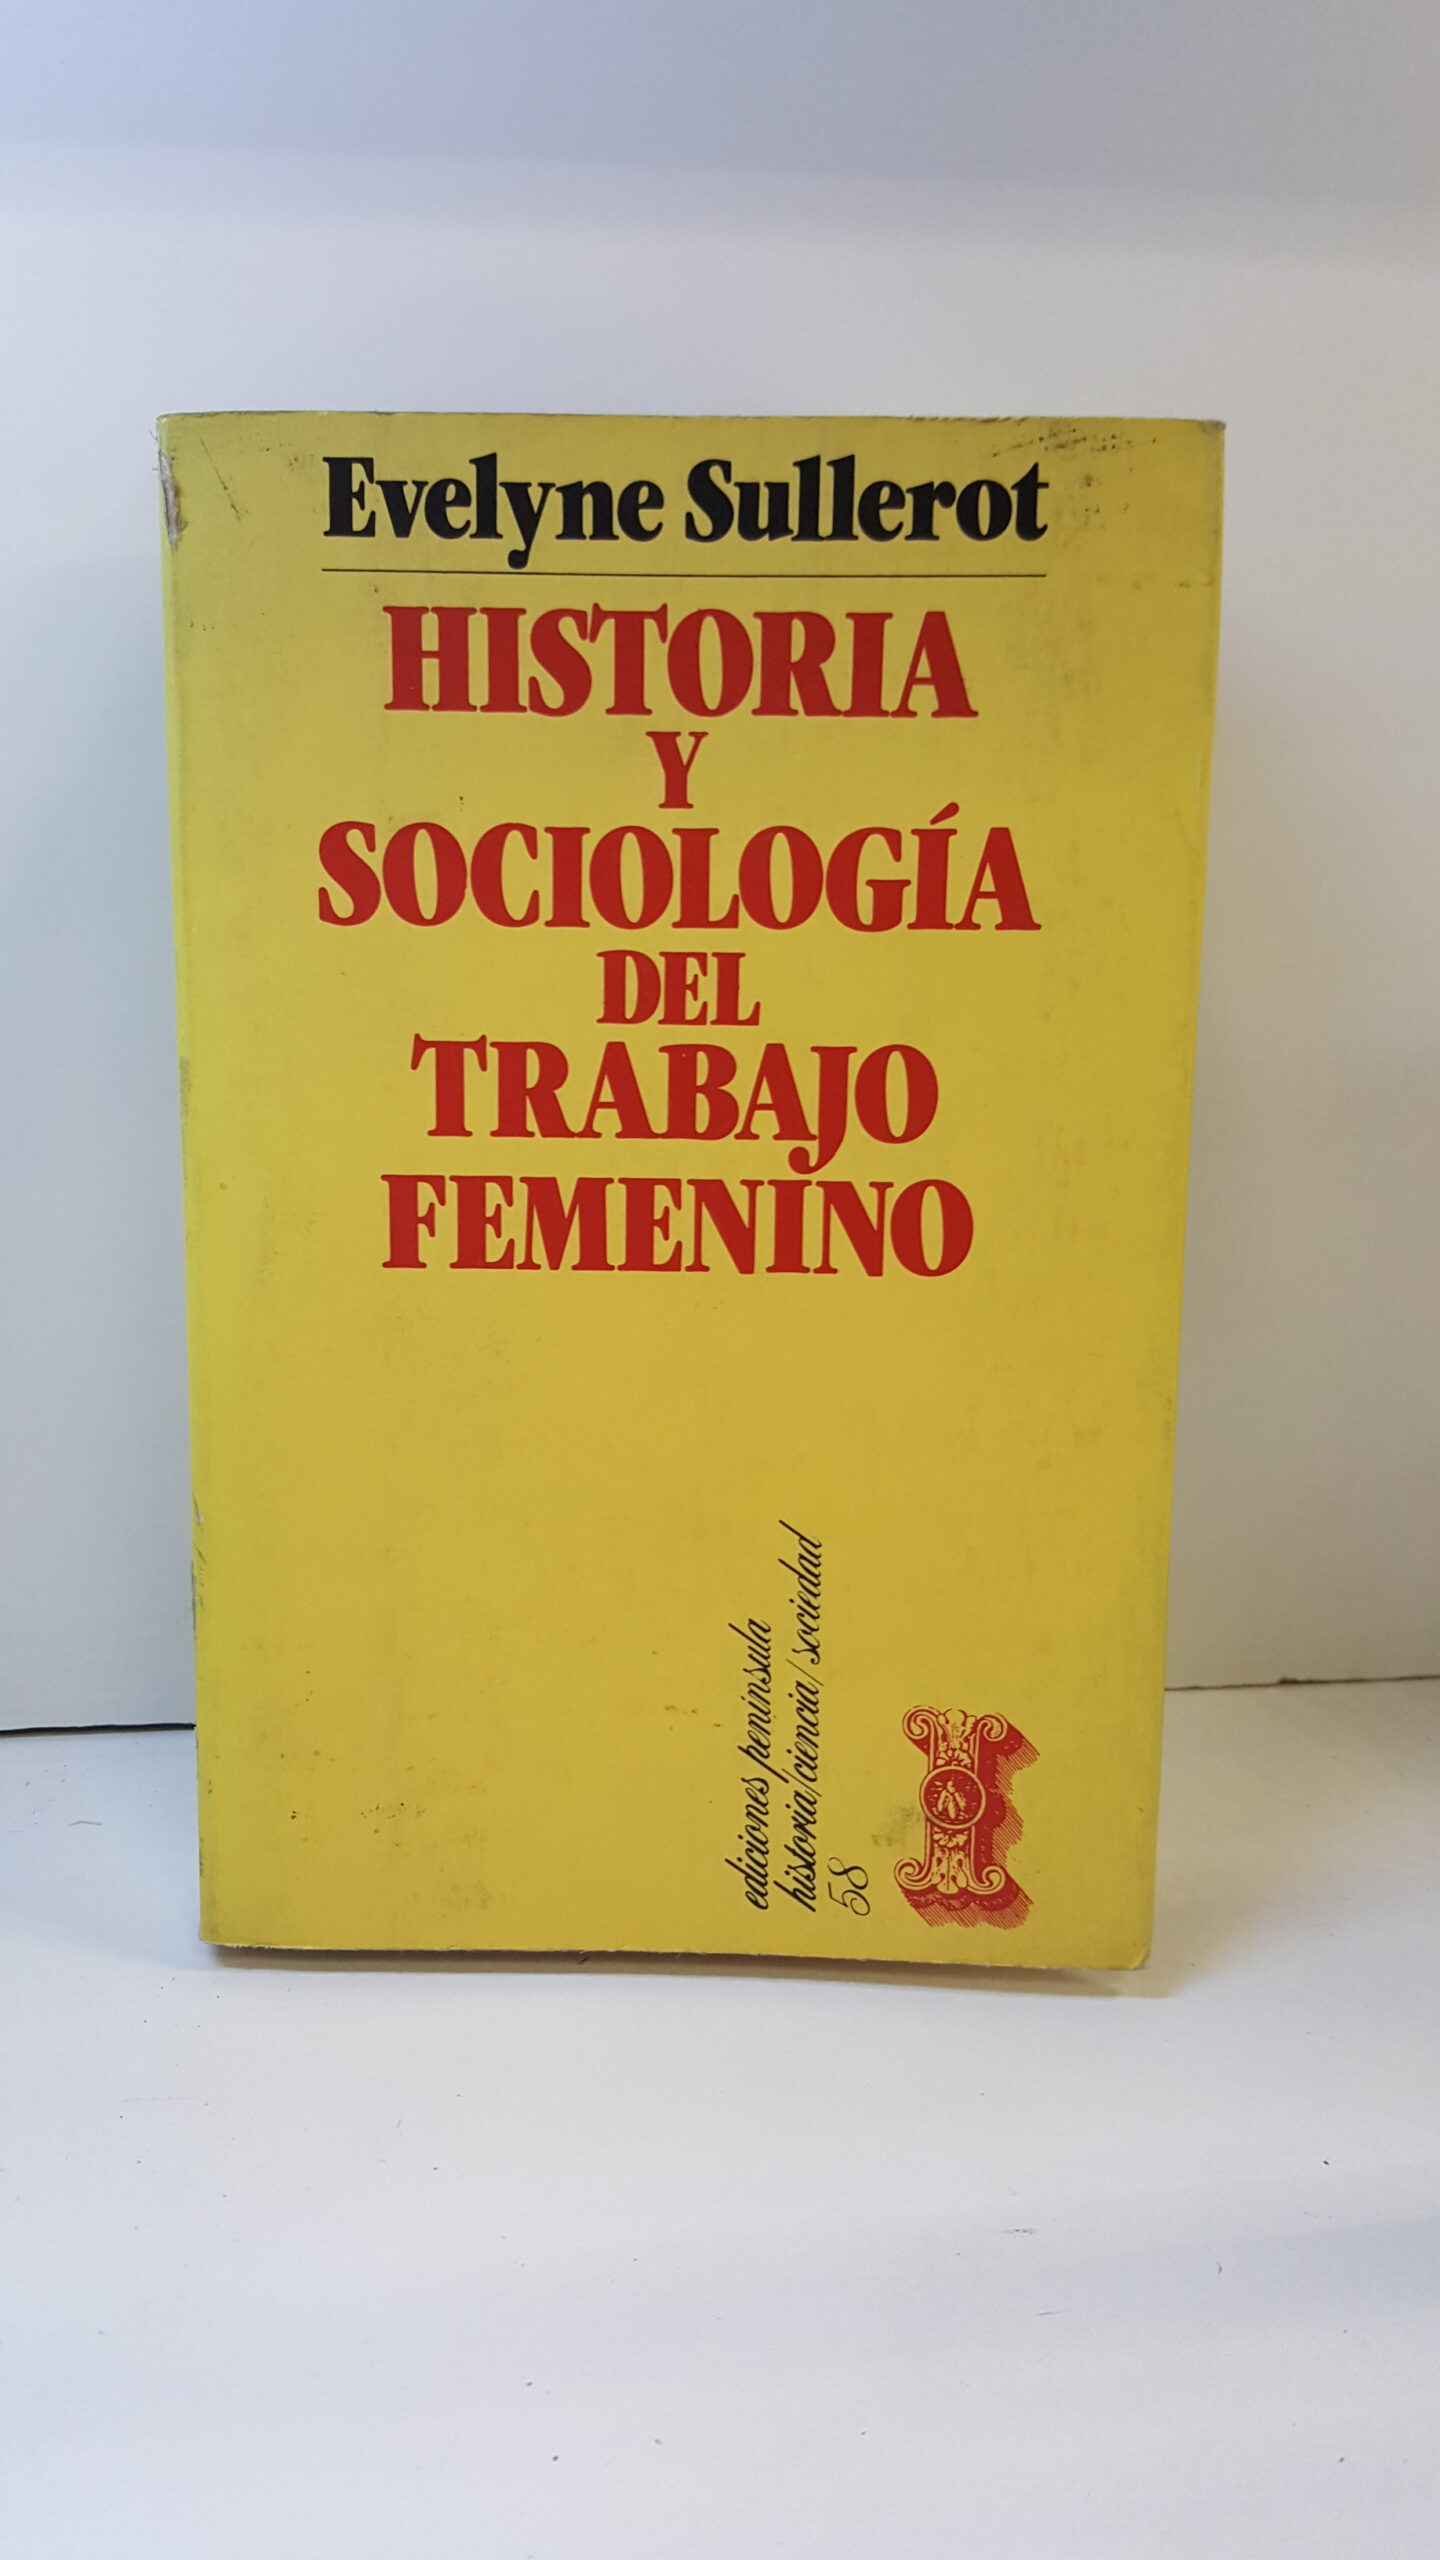 Evelyne Sullerot
HISTORIA
Y
SOCIOLOGÍA
DEL
TRABAJO
FEMENINO
ediciones península
historia/ciencia/sociedad
58